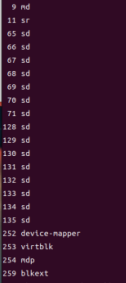 9 md
11 sr
65 sd
66 sd
67 sd
68 sd
69 sd
70 sd
71 sd
128 sd
129 sd
130 sd
131 sd
132 sd
133 sd
134 sd
135 sd
252 device-mapper
253 virtblk
254 mdp
259 blkext